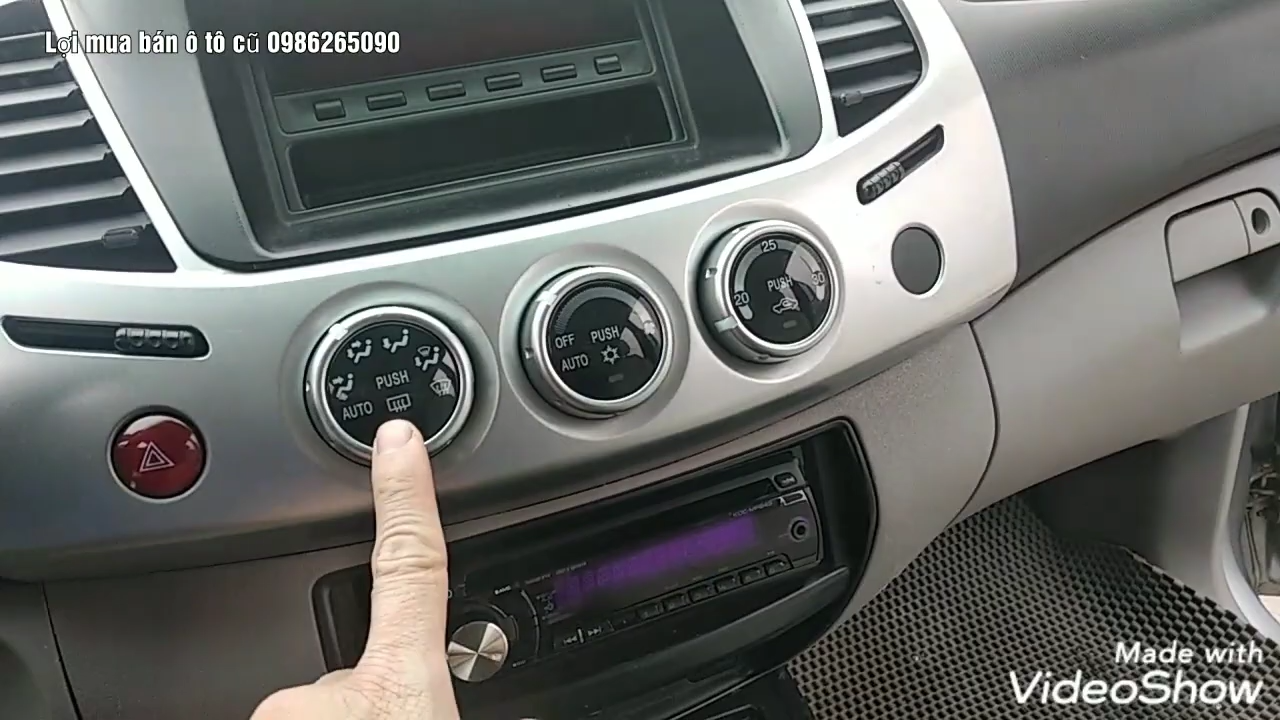 Lợi mua bán ô tô cũ 0986265090
PUSH
AUTO
OFF
PUSH
AUTO
25
PUSH
20
30
Made with
VideoShow